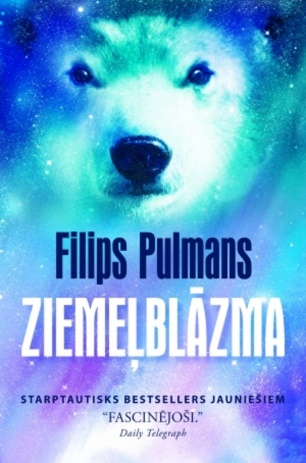 Filips Pulmans
ZIEMEĻBLĀZMA
STARPTAUTISKS BESTSELLERS JAUNIEŠIEM
“FASCINĒJOŠI.”
Daily Telegraph